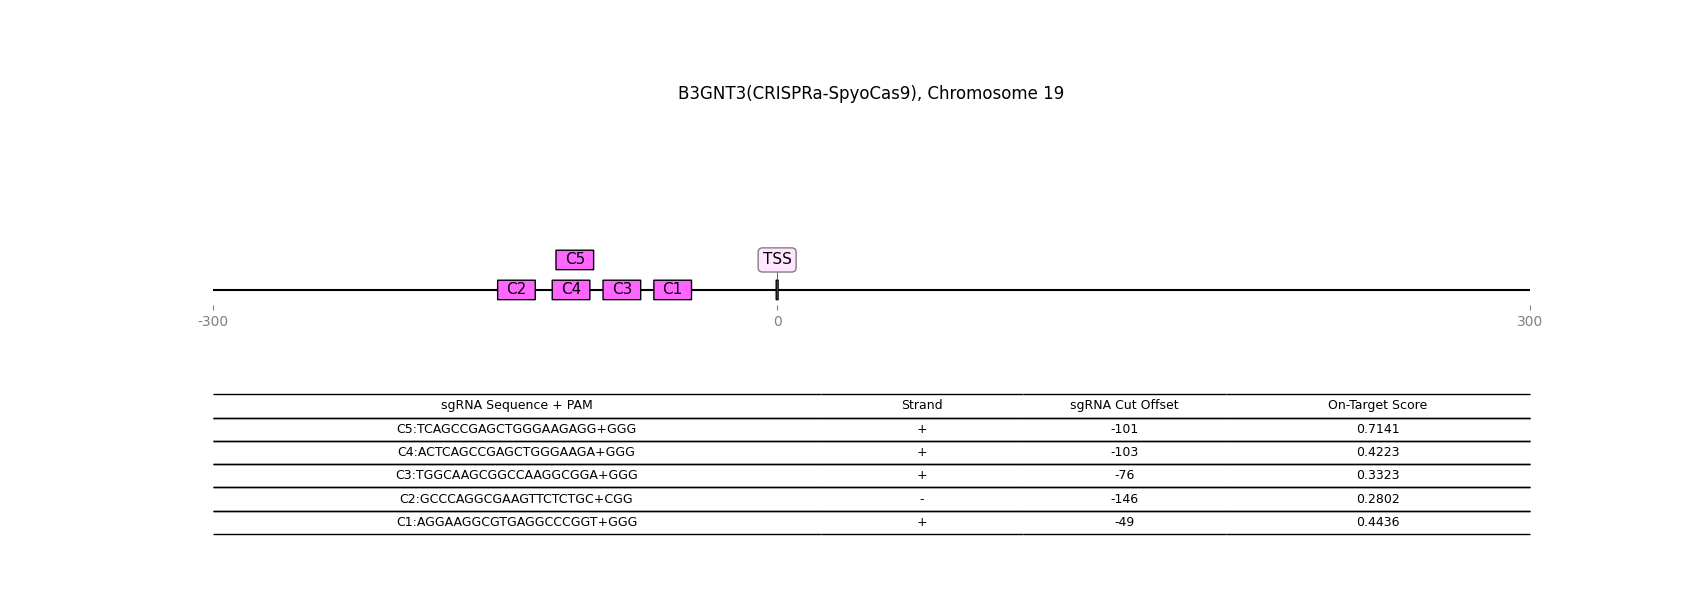 B3GNT3(CRISPRa-SpyoCas9), Chromosome 19
C5 TSS
C2 C4 C3 C1
-300 0 300
sgRNA Sequence + PAM Strand sgRNA Cut Offset On-Target Score
C5:TCAGCCGAGCTGGGAAGAGG+GGG + -101 0.7141
C4:ACTCAGCCGAGCTGGGAAGA+GGG + -103 0.4223
C3:TGGCAAGCGGCCAAGGCGGA+GGG + -76 0.3323
C2:GCCCAGGCGAAGTTCTCTGC+CGG - -146 0.2802
C1:AGGAAGGCGTGAGGCCCGGT+GGG + -49 0.4436